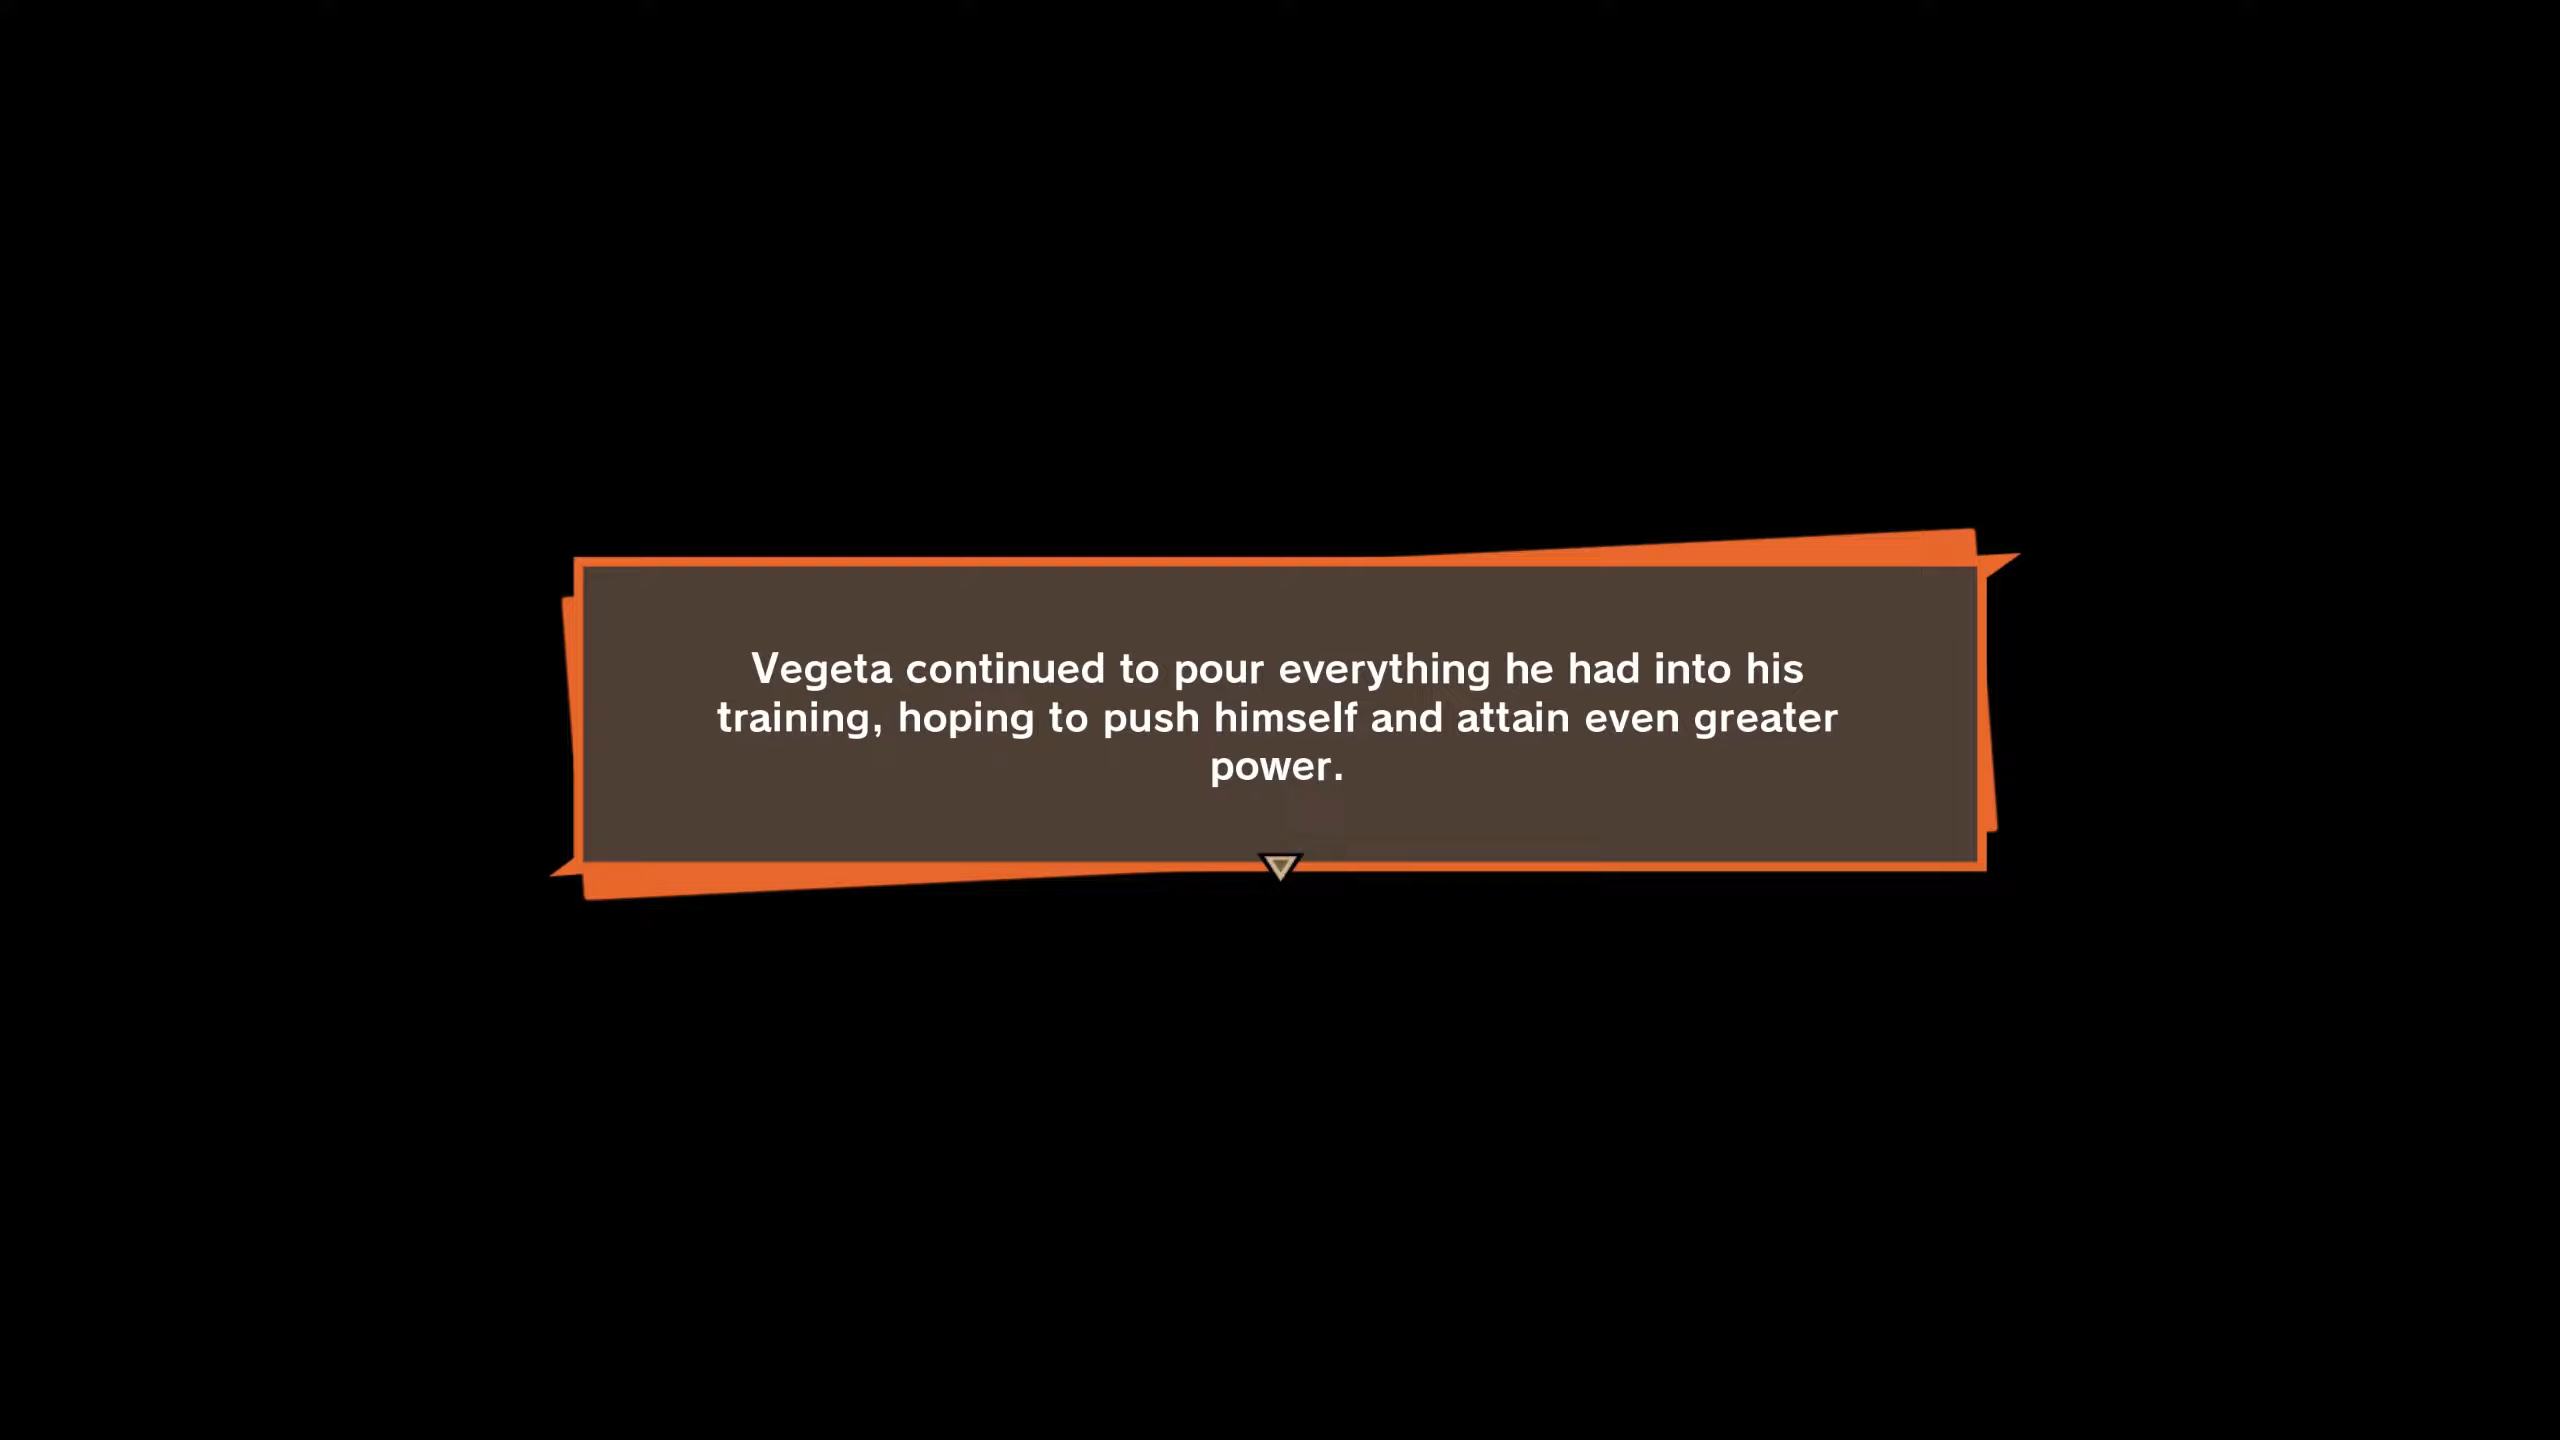 Vegeta continued to pour everything he had into his
training, hoping to push himself and attain even greater
power.